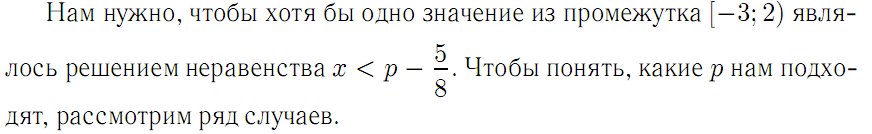 Нам нужно, чтобы хотя бы одно значение из промежутка [−3; 2) явля-
лось решением неравенства x < p − 5/8. Чтобы понять, какие p нам подхо-
дят, рассмотрим ряд случаев.